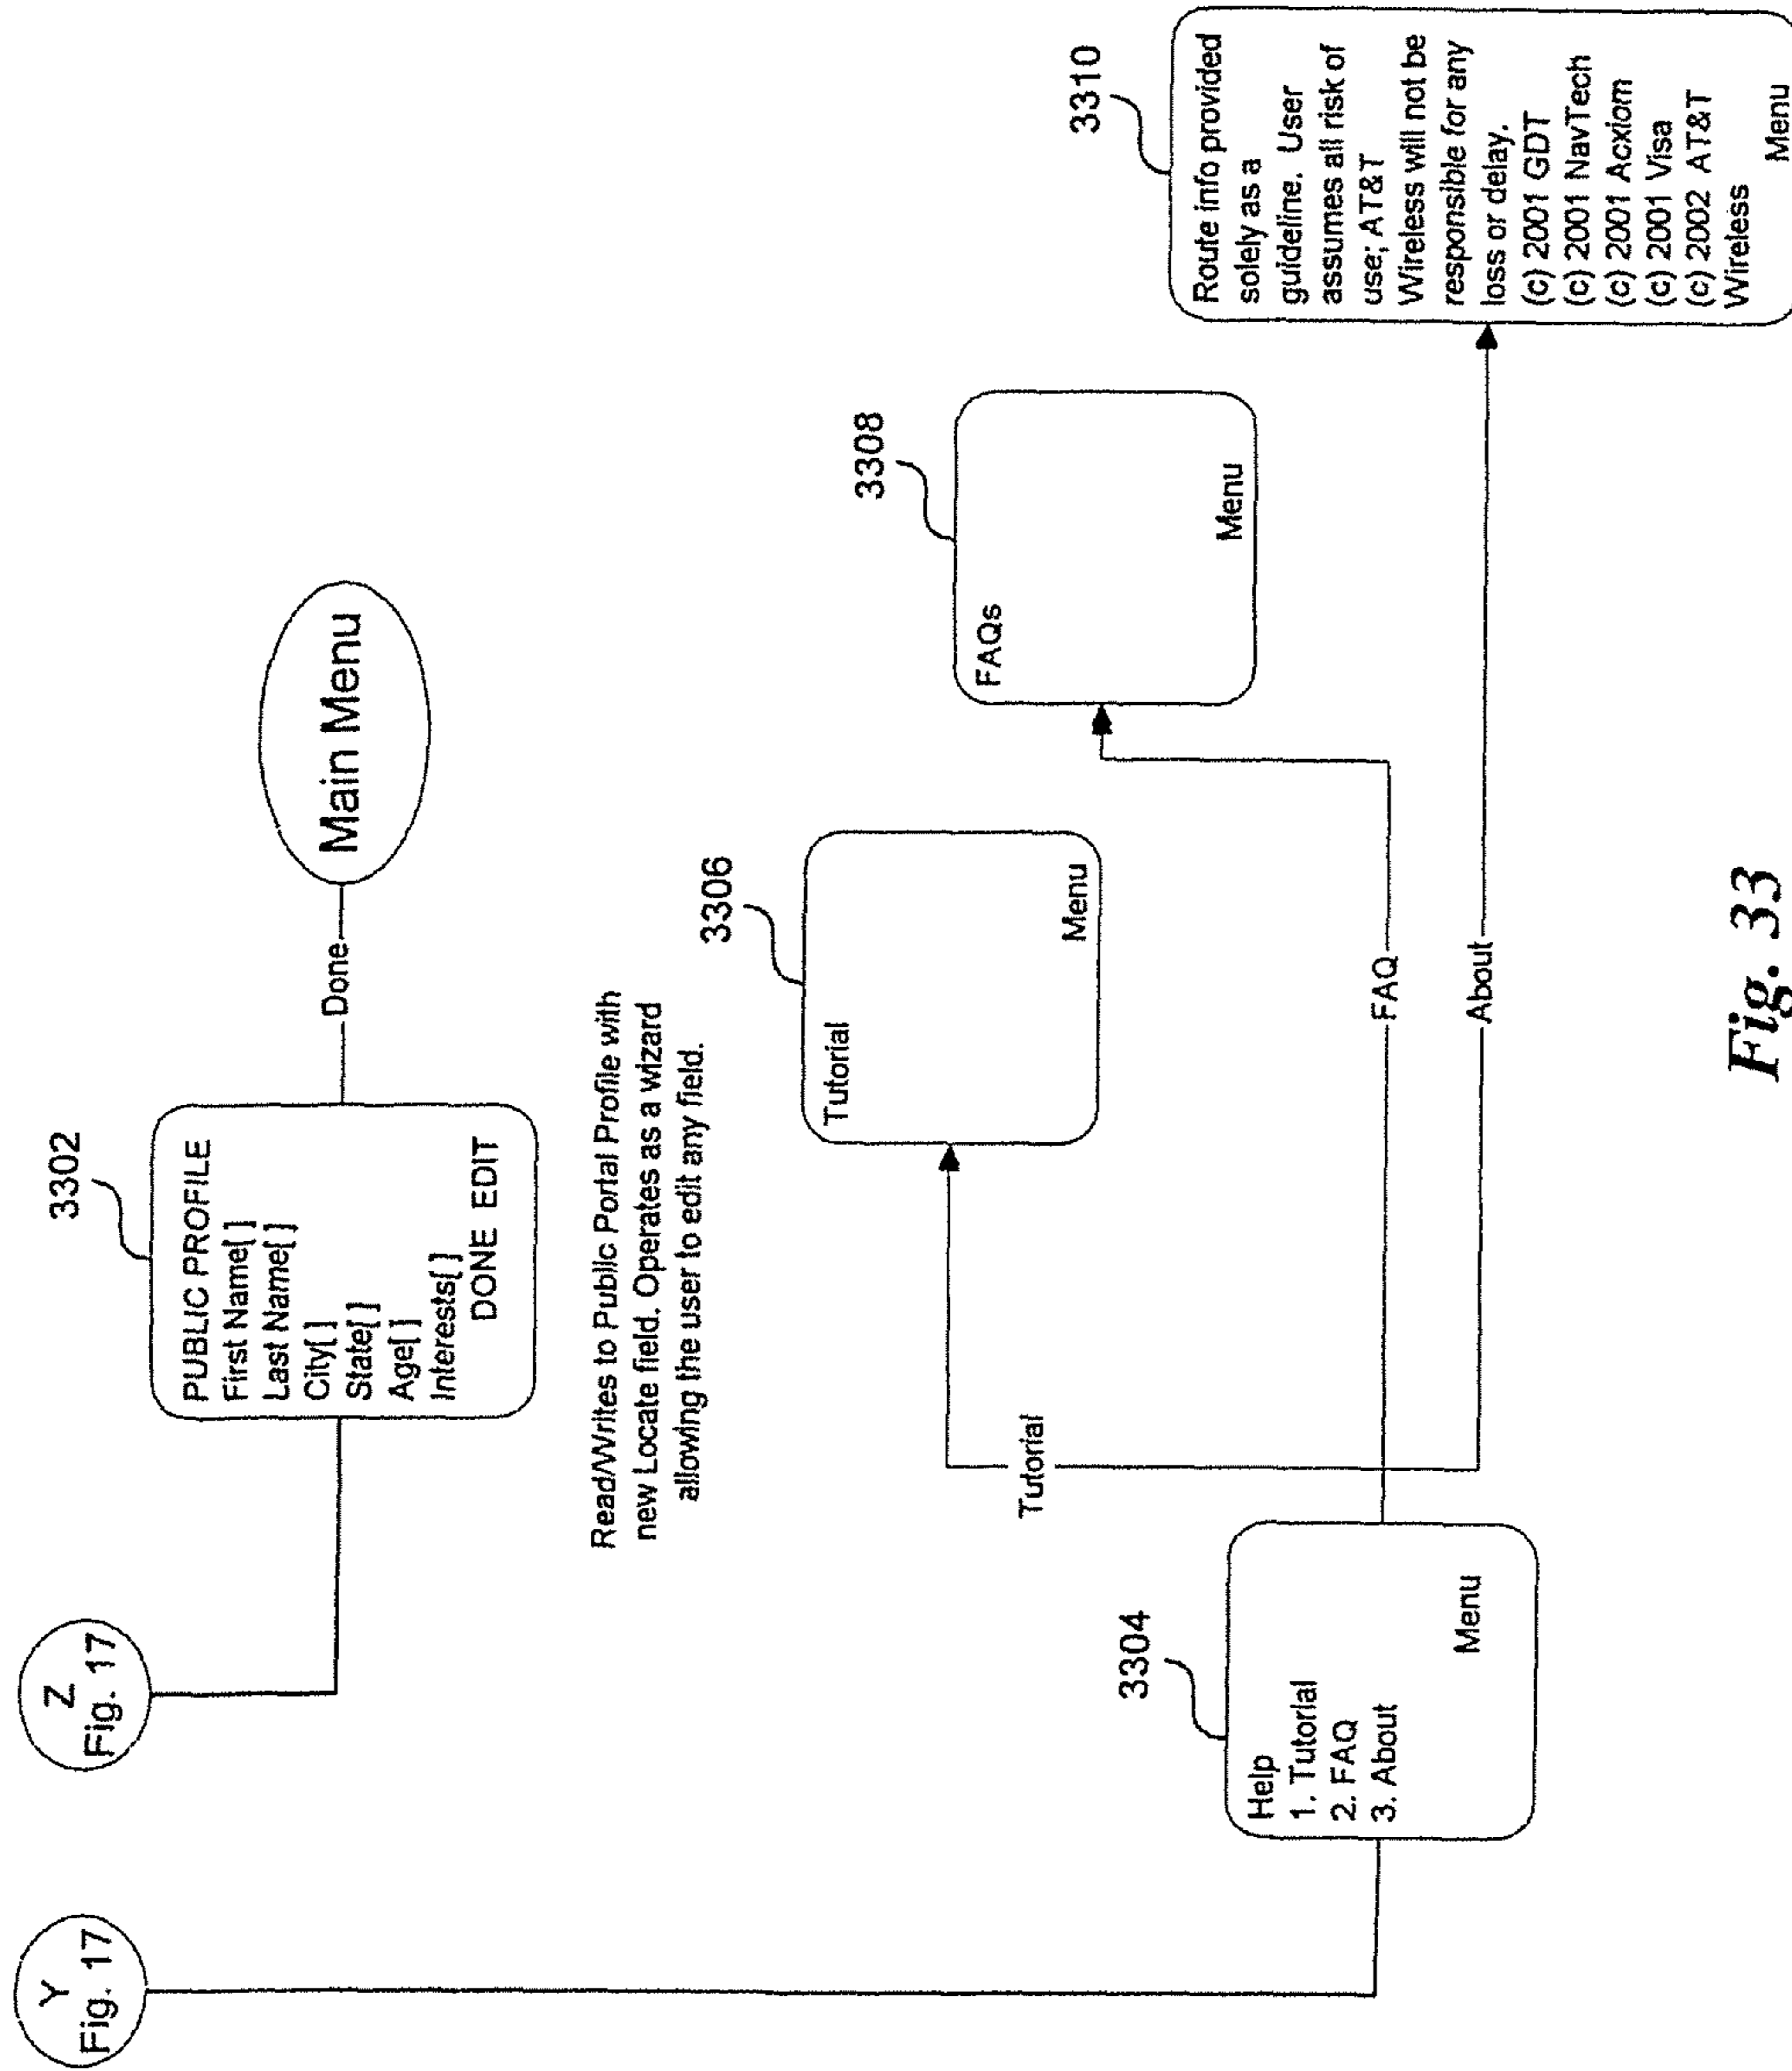 Z
Fig. 17
3302
PUBLIC PROFILE
First Name[ ]
Last Name[ ]
City[ ]
State[ ]
Age[ ]
Interests[ ]
DONE EDIT
Done
Main Menu
Read/Writes to Public Portal Profile with
new Locate field. Operates as a wizard
allowing the user to edit any field.
Y
Fig. 17
3304
Help
1. Tutorial
2. FAQ
3. About
Menu
Tutorial
FAQ
About
3306
Tutorial
Menu
3308
FAQs
Menu
3310
Route info provided
solely as a
guideline. User
assumes all risk of
use; AT&T
Wireless will not be
responsible for any
loss or delay.
(c) 2001 GDT
(c) 2001 NavTech
(c) 2001 Acxiom
(c) 2001 Visa
(c) 2002 AT&T
Wireless
Menu
Fig. 33